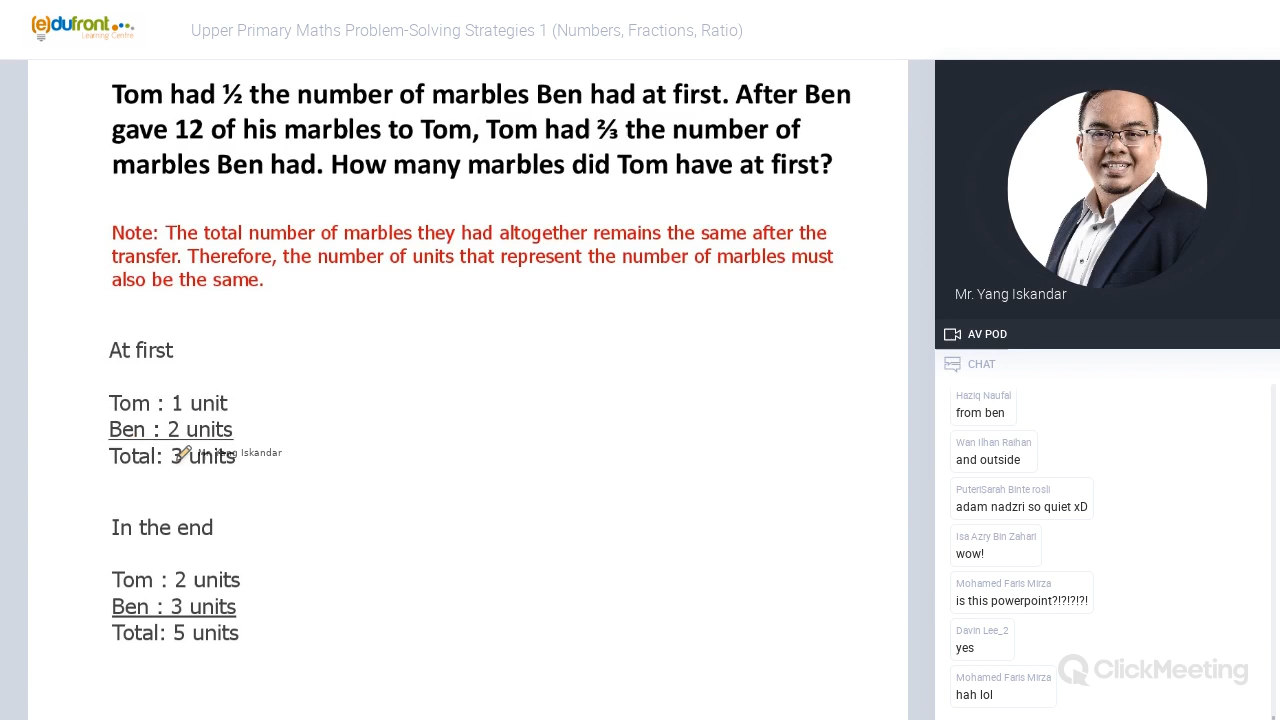 (e)dufront
Learning Centre
Upper Primary Maths Problem-Solving Strategies 1 (Numbers, Fractions, Ratio)
Tom had ½ the number of marbles Ben had at first. After Ben
gave 12 of his marbles to Tom, Tom had ⅔ the number of
marbles Ben had. How many marbles did Tom have at first?
Note: The total number of marbles they had altogether remains the same after the
transfer. Therefore, the number of units that represent the number of marbles must
also be the same.
At first
Tom : 1 unit
Ben : 2 units
Total: 3 units
Mr. Yang Iskandar
In the end
Tom : 2 units
Ben : 3 units
Total: 5 units
Mr. Yang Iskandar
AV POD
CHAT
Haziq Naufal
from ben
Wan Ilhan Raihan
and outside
PuteriSarah Binte rosli
adam nadzri so quiet xD
Isa Azry Bin Zahari
wow!
Mohamed Faris Mirza
is this powerpoint?!?!?!?!
Davin Lee_2
yes
Mohamed Faris Mirza
hah lol
ClickMeeting